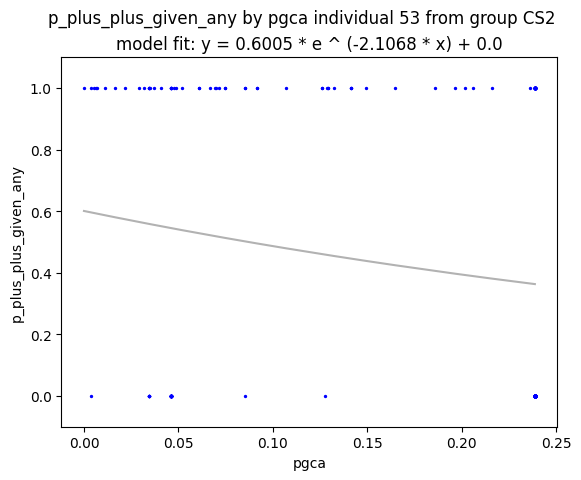 p_plus_plus_given_any by pgca individual 53 from group CS2
model fit: y = 0.6005 * e ^ (-2.1068 * x) + 0.0
p_plus_plus_given_any
1.0
0.8
0.6
0.4
0.2
0.0
0.00 0.05 0.10 0.15 0.20 0.25
pgca